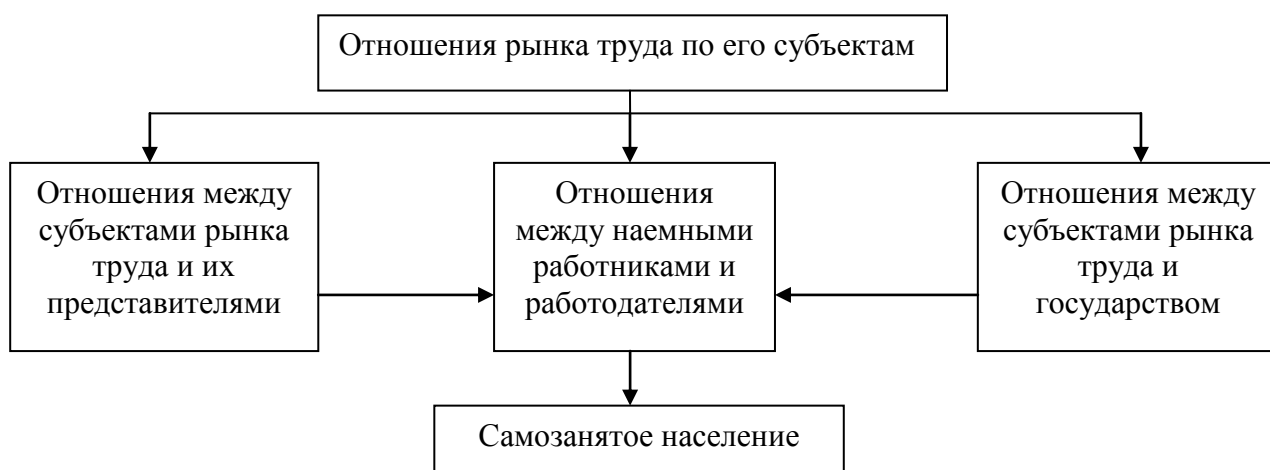 Отношения рынка труда по его субъектам
Отношения между
субъектами рынка
труда и их
представителями
Отношения
между наемными
работниками и
работодателями
Отношения между
субъектами рынка
труда и
государством
Самозанятое население